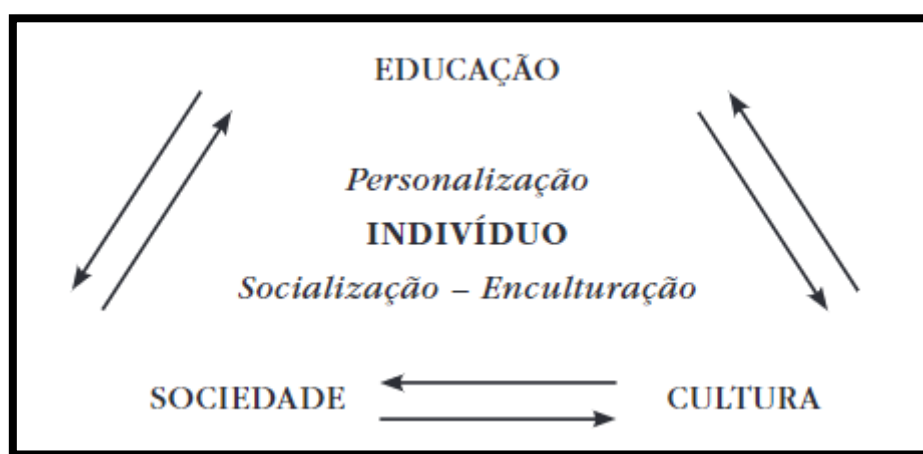 EDUCAÇÃO
Personalização
INDIVÍDUO
Socialização – Enculturação
SOCIEDADE CULTURA